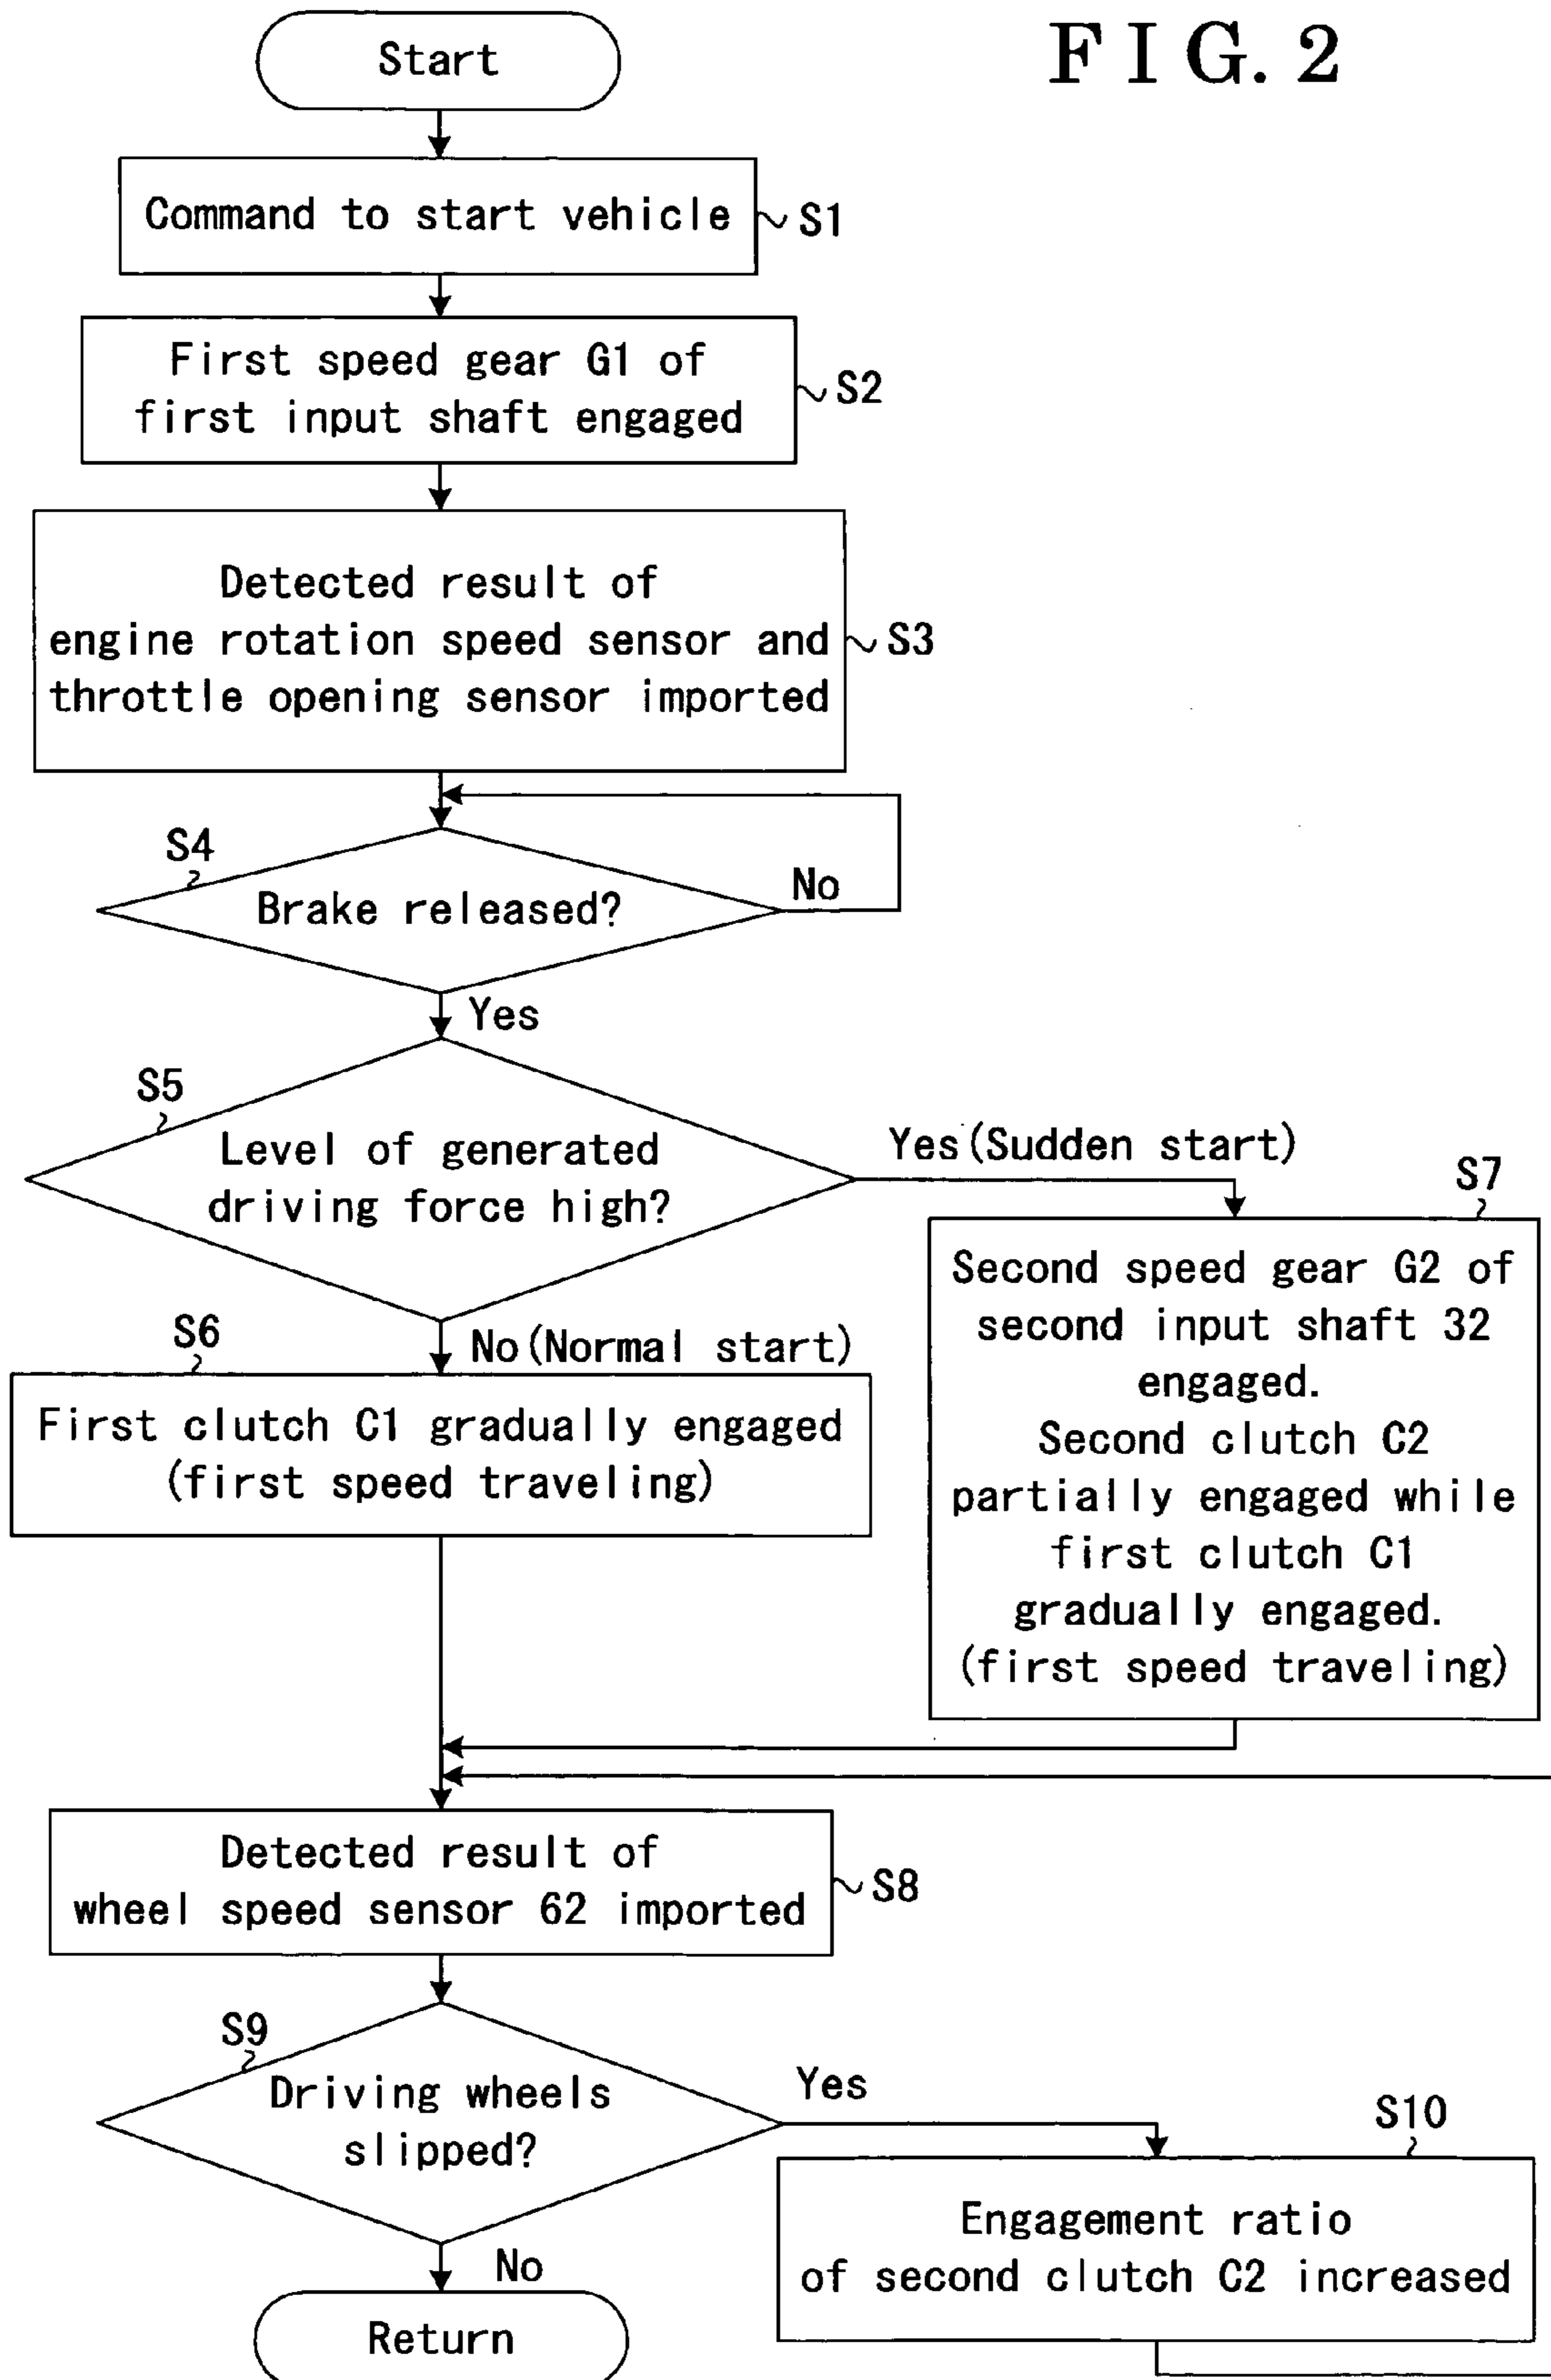 FIG. 2
Start
Command to start vehicle
S1
First speed gear G1 of
first input shaft engaged
S2
Detected result of
engine rotation speed sensor and
throttle opening sensor imported
S3
S4
Brake released?
No
Yes
S5
Level of generated
driving force high?
Yes(Sudden start)
No(Normal start)
S6
First clutch C1 gradually engaged
(first speed traveling)
S7
Second speed gear G2 of
second input shaft 32
engaged.
Second clutch C2
partially engaged while
first clutch C1
gradually engaged.
(first speed traveling)
Detected result of
wheel speed sensor 62 imported
S8
S9
Driving wheels
slipped?
Yes
No
S10
Engagement ratio
of second clutch C2 increased
Return